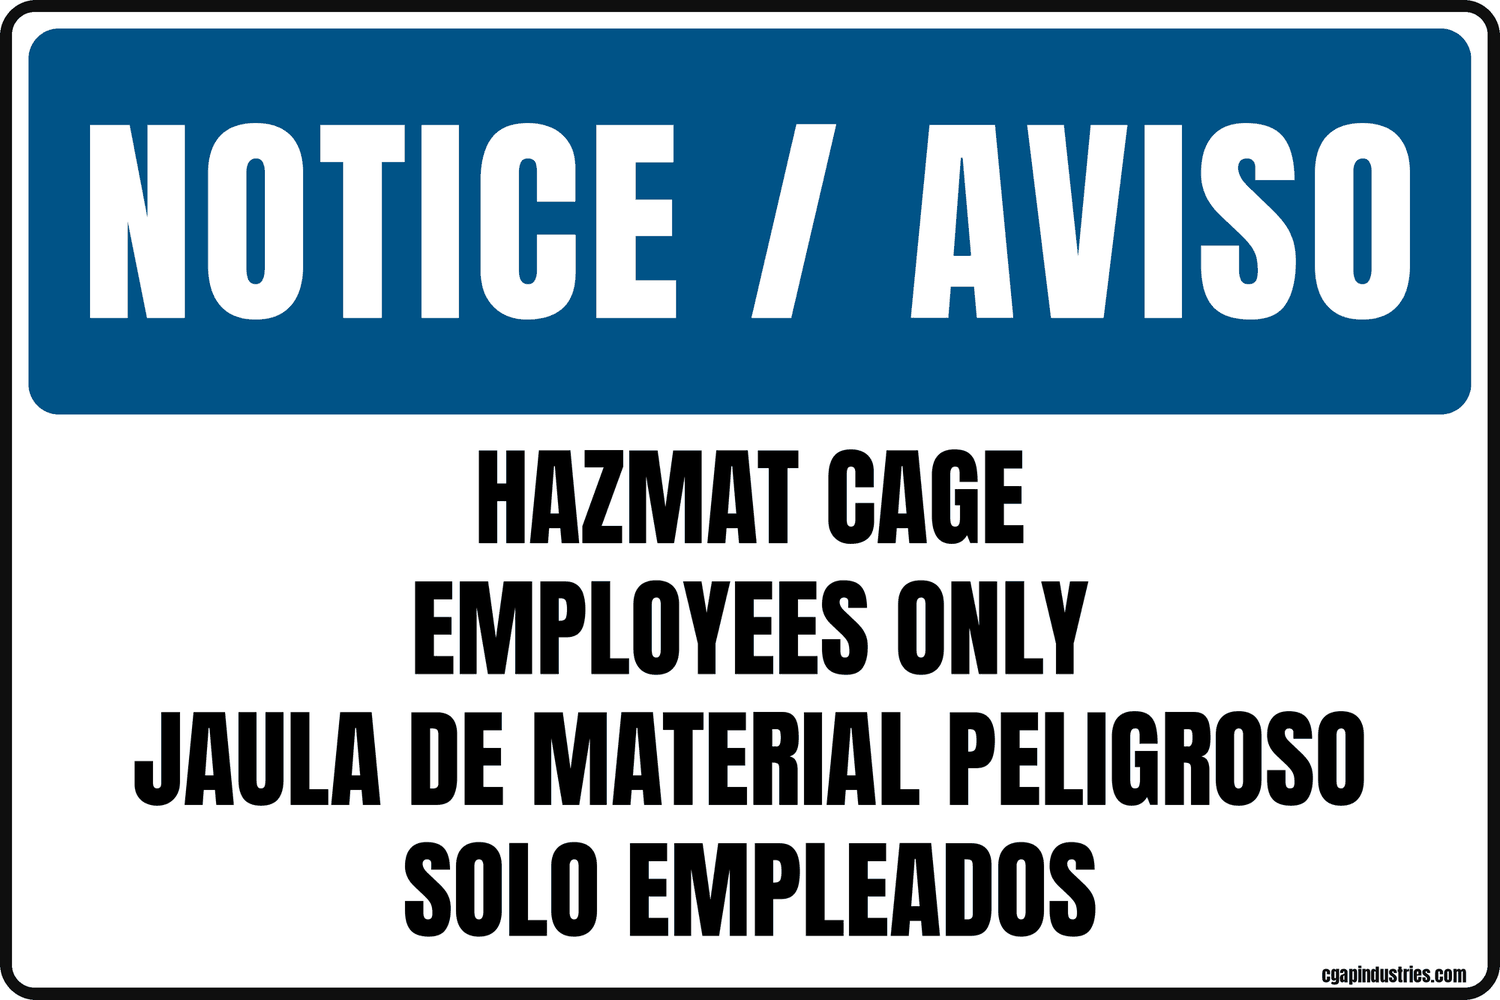 NOTICE / AVISO
HAZMAT CAGE
EMPLOYEES ONLY
JAULA DE MATERIAL PELIGROSO
SOLO EMPLEADOS
cgapindustries.com